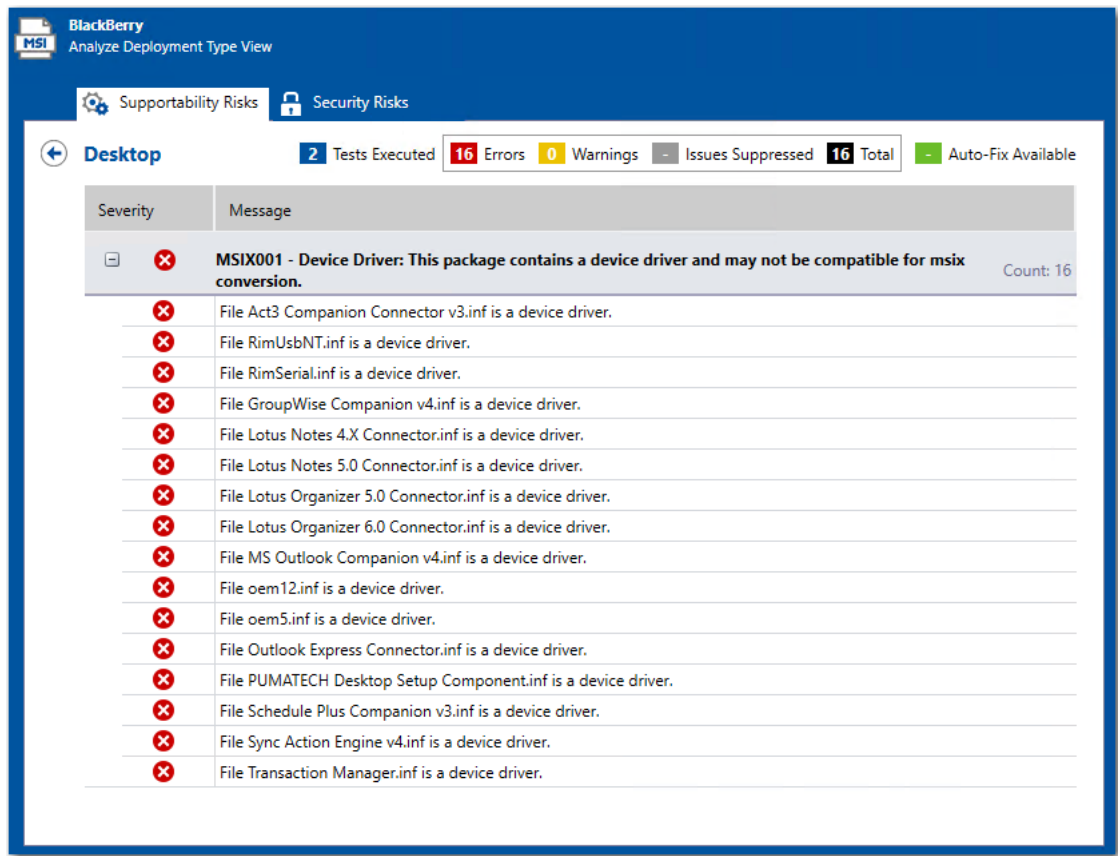 MSI
BlackBerry
Analyze Deployment Type View
Supportability Risks
Security Risks
Desktop
2 Tests Executed 16 Errors 0 Warnings - Issues Suppressed 16 Total - Auto-Fix Available
Severity Message
MSIX001 - Device Driver: This package contains a device driver and may not be compatible for msix
conversion.
Count: 16
File Act3 Companion Connector v3.inf is a device driver.
File RimUsbNT.inf is a device driver.
File RimSerial.inf is a device driver.
File GroupWise Companion v4.inf is a device driver.
File Lotus Notes 4.X Connector.inf is a device driver.
File Lotus Notes 5.0 Connector.inf is a device driver.
File Lotus Organizer 5.0 Connector.inf is a device driver.
File Lotus Organizer 6.0 Connector.inf is a device driver.
File MS Outlook Companion v4.inf is a device driver.
File oem12.inf is a device driver.
File oem5.inf is a device driver.
File Outlook Express Connector.inf is a device driver.
File PUMATECH Desktop Setup Component.inf is a device driver.
File Schedule Plus Companion v3.inf is a device driver.
File Sync Action Engine v4.inf is a device driver.
File Transaction Manager.inf is a device driver.